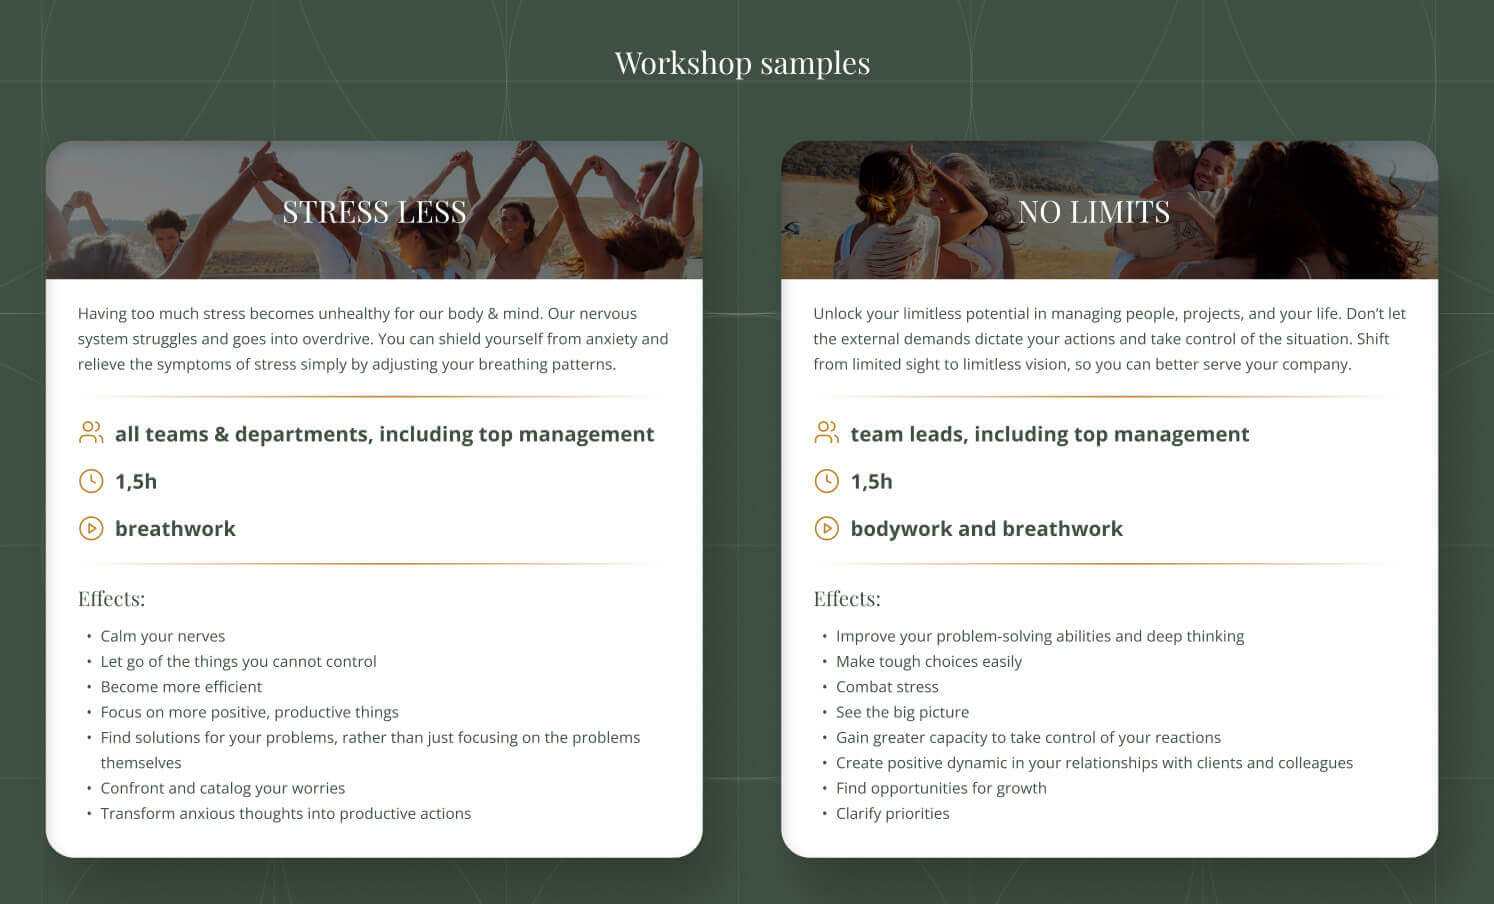 Workshop samples
STRESS LESS
Having too much stress becomes unhealthy for our body & mind. Our nervous
system struggles and goes into overdrive. You can shield yourself from anxiety and
relieve the symptoms of stress simply by adjusting your breathing patterns.
all teams & departments, including top management
1,5h
breathwork
Effects:
• Calm your nerves
• Let go of the things you cannot control
• Become more efficient
• Focus on more positive, productive things
• Find solutions for your problems, rather than just focusing on the problems
themselves
• Confront and catalog your worries
• Transform anxious thoughts into productive actions
NO LIMITS
Unlock your limitless potential in managing people, projects, and your life. Don’t let
the external demands dictate your actions and take control of the situation. Shift
from limited sight to limitless vision, so you can better serve your company.
team leads, including top management
1,5h
bodywork and breathwork
Effects:
• Improve your problem-solving abilities and deep thinking
• Make tough choices easily
• Combat stress
• See the big picture
• Gain greater capacity to take control of your reactions
• Create positive dynamic in your relationships with clients and colleagues
• Find opportunities for growth
• Clarify priorities